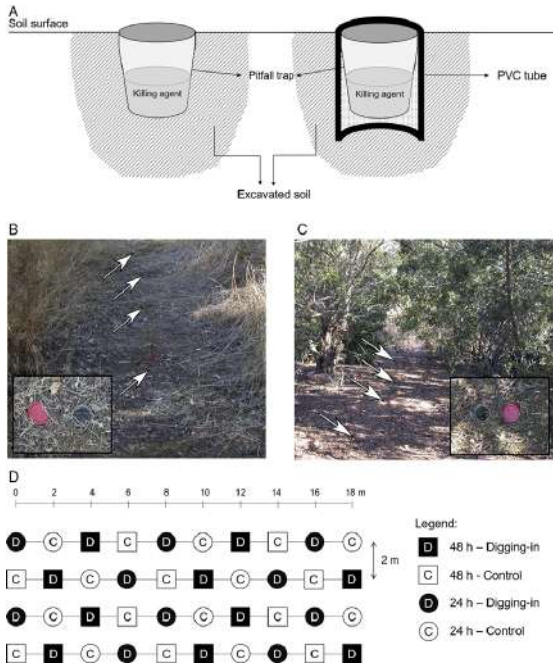 A
Soil surface
Killing agent
Pitfall trap
Killing agent
PVC tube
Excavated soil
B
C
D
0 2 4 6 8 10 12 14 16 18 m
D C D C D C D C D C
C D C D C D C D C D
D C D C D C D C D C
C D C D C D C D C D
2 m
Legend:
D 48 h – Digging-in
C 48 h - Control
D 24 h – Digging-in
C 24 h – Control